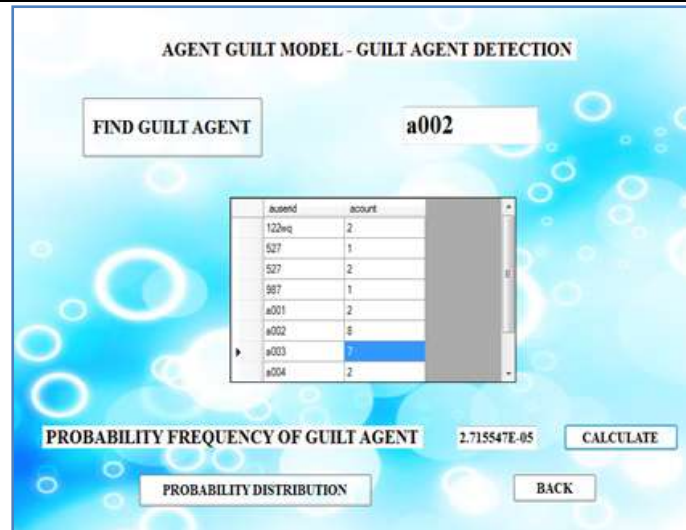 AGENT GUILT MODEL - GUILT AGENT DETECTION
FIND GUILT AGENT a002
auserid acount
122wq 2
527 1
527 2
987 1
a001 2
a002 8
a003 7
a004 2
PROBABILITY FREQUENCY OF GUILT AGENT 2.715547E-05 CALCULATE
PROBABILITY DISTRIBUTION BACK